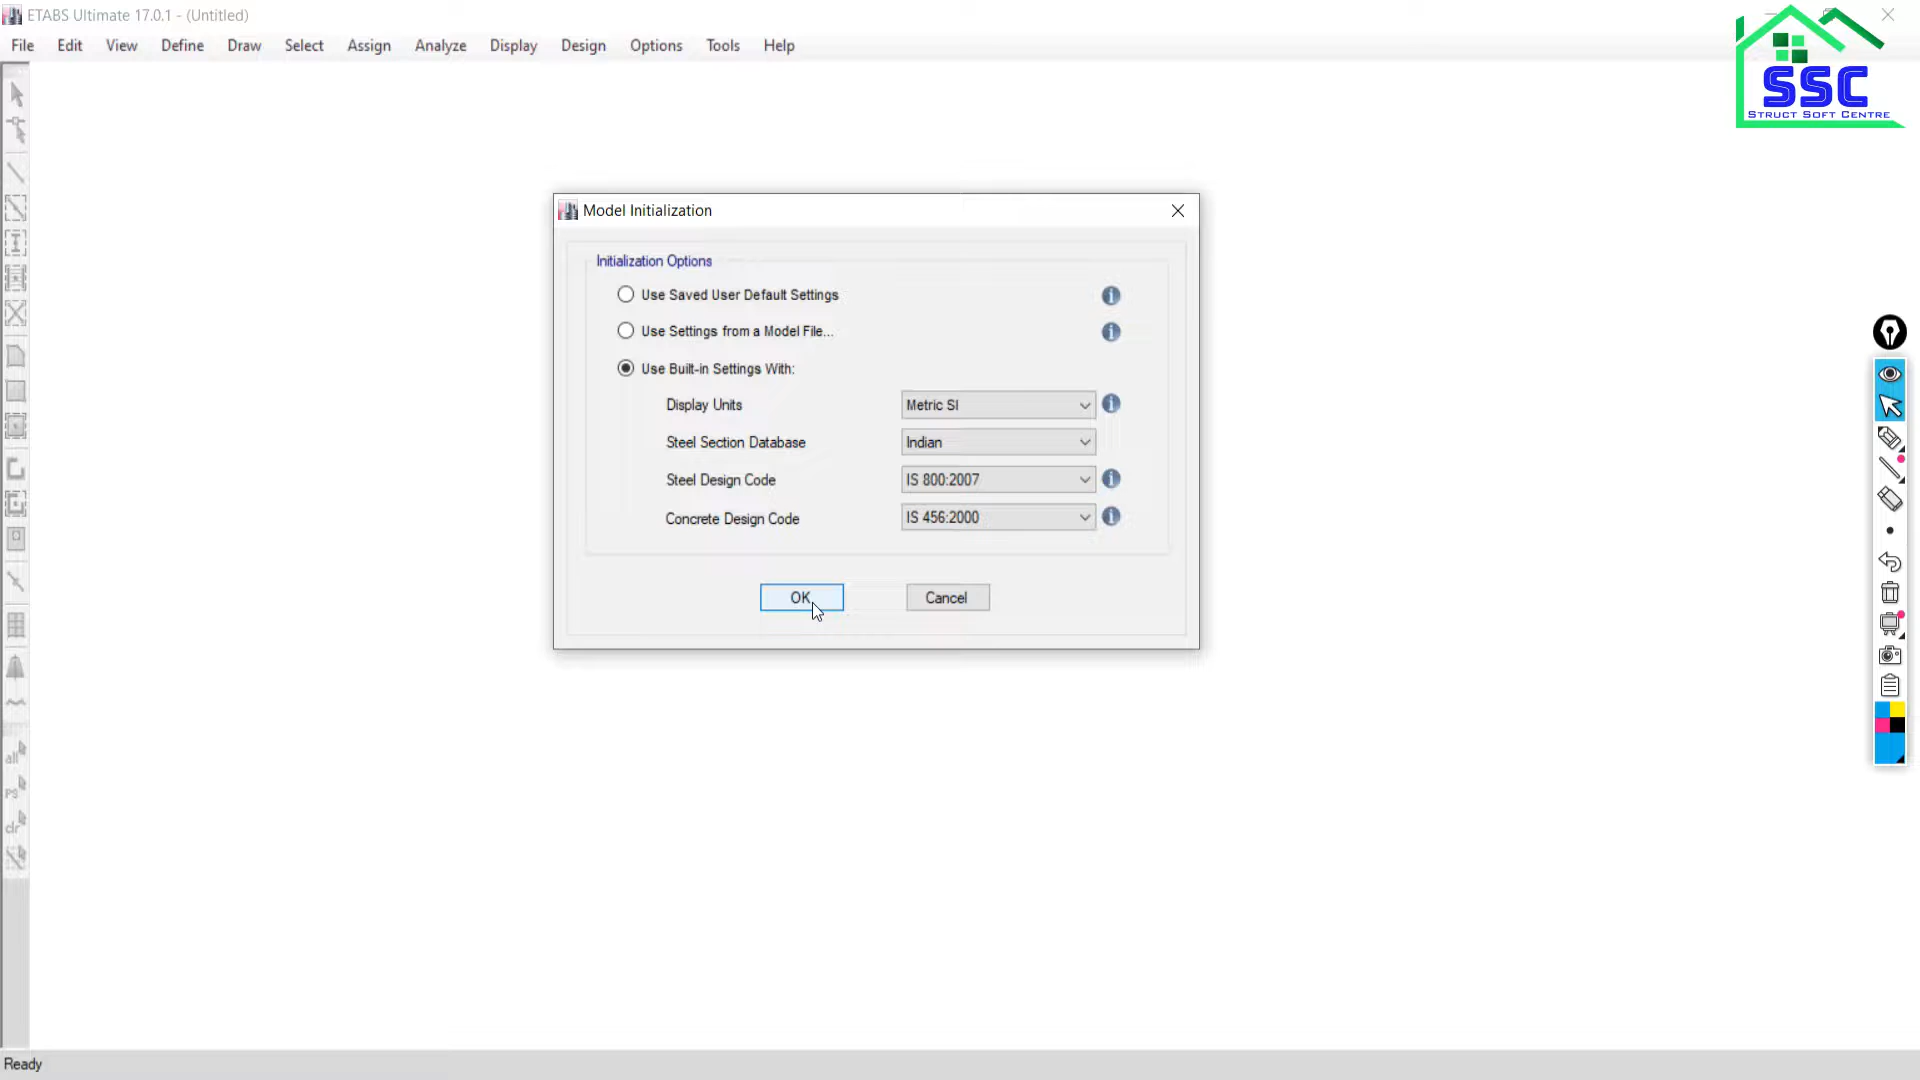 ETABS Ultimate 17.0.1 - (Untitled)
File Edit View Define Draw Select Assign Analyze Display Design Options Tools Help
SSC
STRUCT SOFT CENTRE
Model Initialization
Initialization Options
Use Saved User Default Settings
Use Settings from a Model File...
Use Built-in Settings With:
Display Units Metric SI
Steel Section Database Indian
Steel Design Code IS 800:2007
Concrete Design Code IS 456:2000
OK Cancel
all
PS
clr
Ready